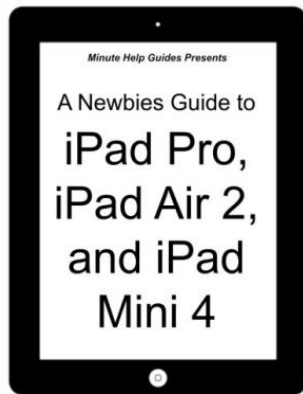 Minute Help Guides Presents
A Newbies Guide to
iPad Pro,
iPad Air 2,
and iPad
Mini 4